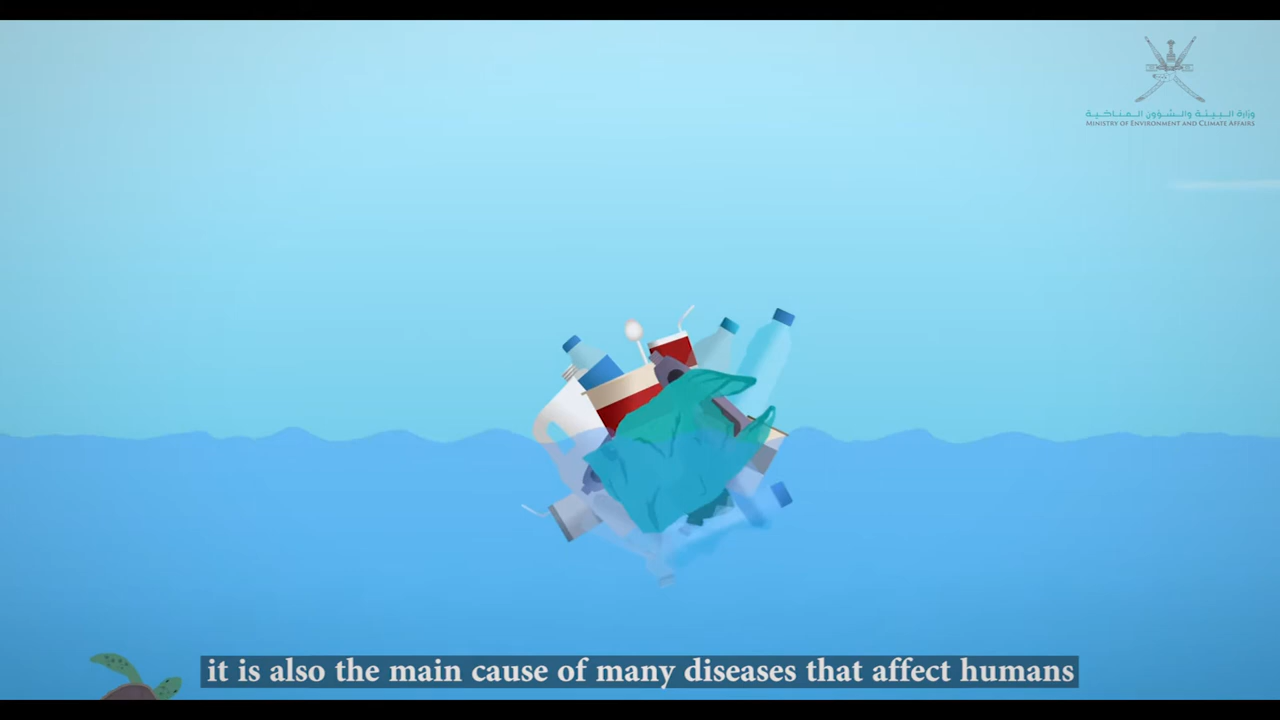 وزارة البيئة والشؤون المناخية
MINISTRY OF ENVIRONMENT AND CLIMATE AFFAIRS
it is also the main cause of many diseases that affect humans